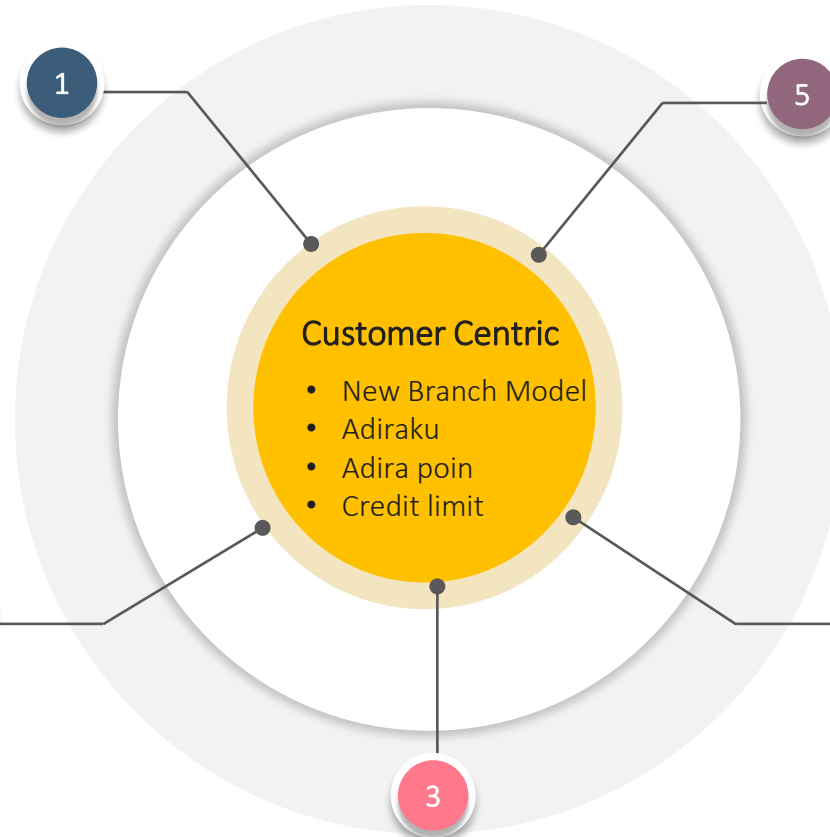 1
5
Customer Centric
• New Branch Model
• Adiraku
• Adira poin
• Credit limit
3